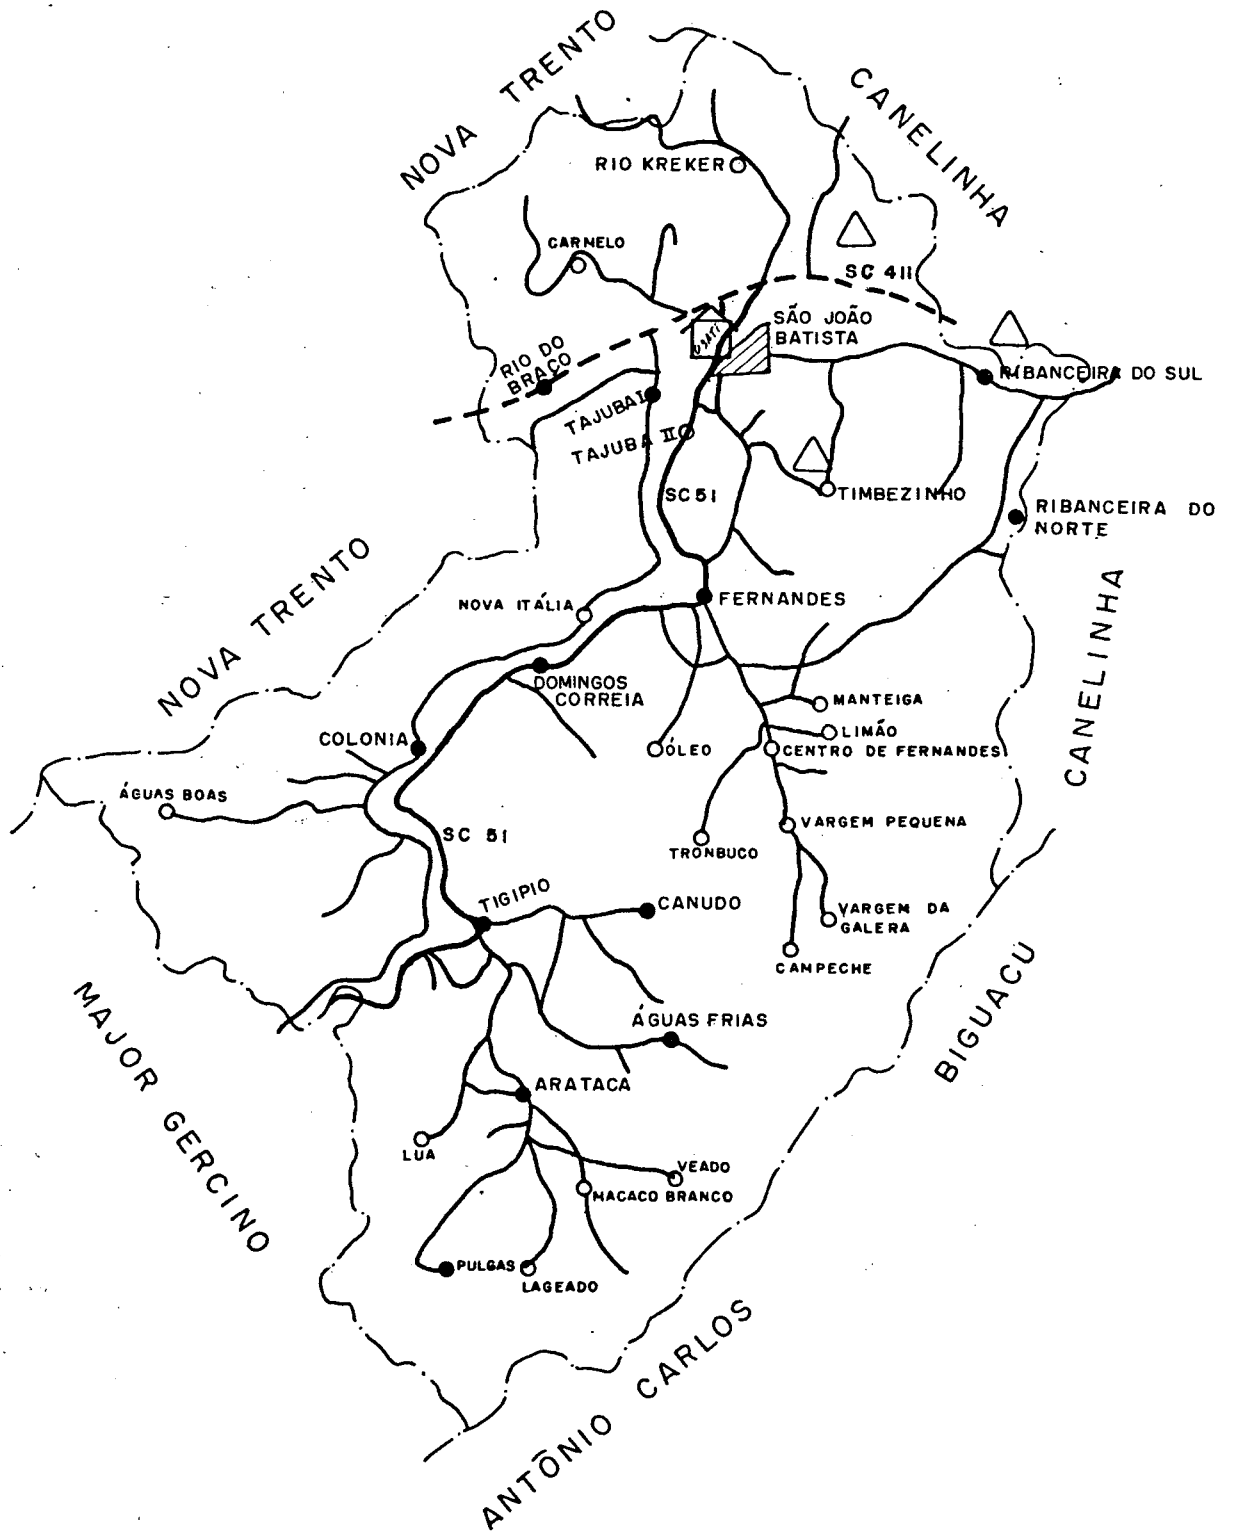 NOVA TRENTO
CANELINHA
RIO KREKER
CARNELO
SC 411
USATI
SÃO JOÃO
BATISTA
RIO DO
BRAÇO
RIBANCEIRA DO SUL
TAJUBA I
TAJUBA II
SC 51
TIMBEZINHO
RIBANCEIRA DO
NORTE
NOVA TRENTO
NOVA ITÁLIA
FERNANDES
CANELINHA
DOMINGOS
CORREIA
MANTEIGA
LIMÃO
COLONIA
ÓLEO
CENTRO DE FERNANDES
ÁGUAS BOAS
SC 51
VARGEM PEQUENA
TRONBUCO
TIGIPIO
CANUDO
VARGEM DA
GALERA
CAMPECHE
BIGUACU
MAJOR GERCINO
ÁGUAS FRIAS
ARATACA
LUA
VEADO
MACACO BRANCO
PULGAS
LAGEADO
ANTÔNIO CARLOS